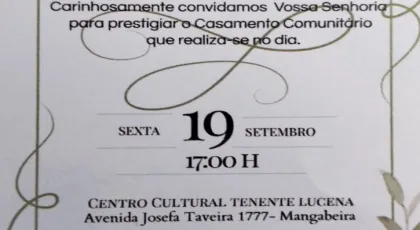 Carinhosamente convidamos Vossa Senhoria
para prestigiar o Casamento Comunitário
que realiza-se no dia.
SEXTA 19 SETEMBRO
17:00 H
CENTRO CULTURAL TENENTE LUCENA
Avenida Josefa Taveira 1777- Mangabeira